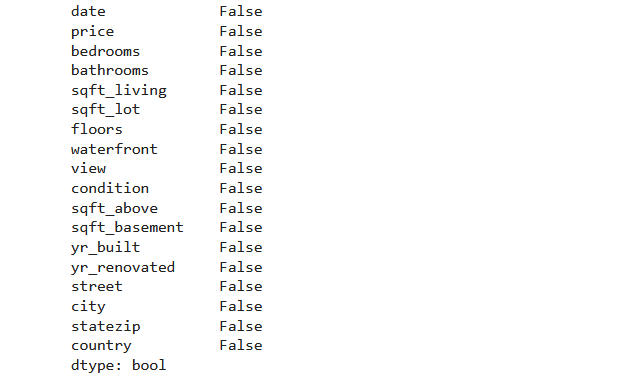 date False
price False
bedrooms False
bathrooms False
sqft_living False
sqft_lot False
floors False
waterfront False
view False
condition False
sqft_above False
sqft_basement False
yr_built False
yr_renovated False
street False
city False
statezip False
country False
dtype: bool